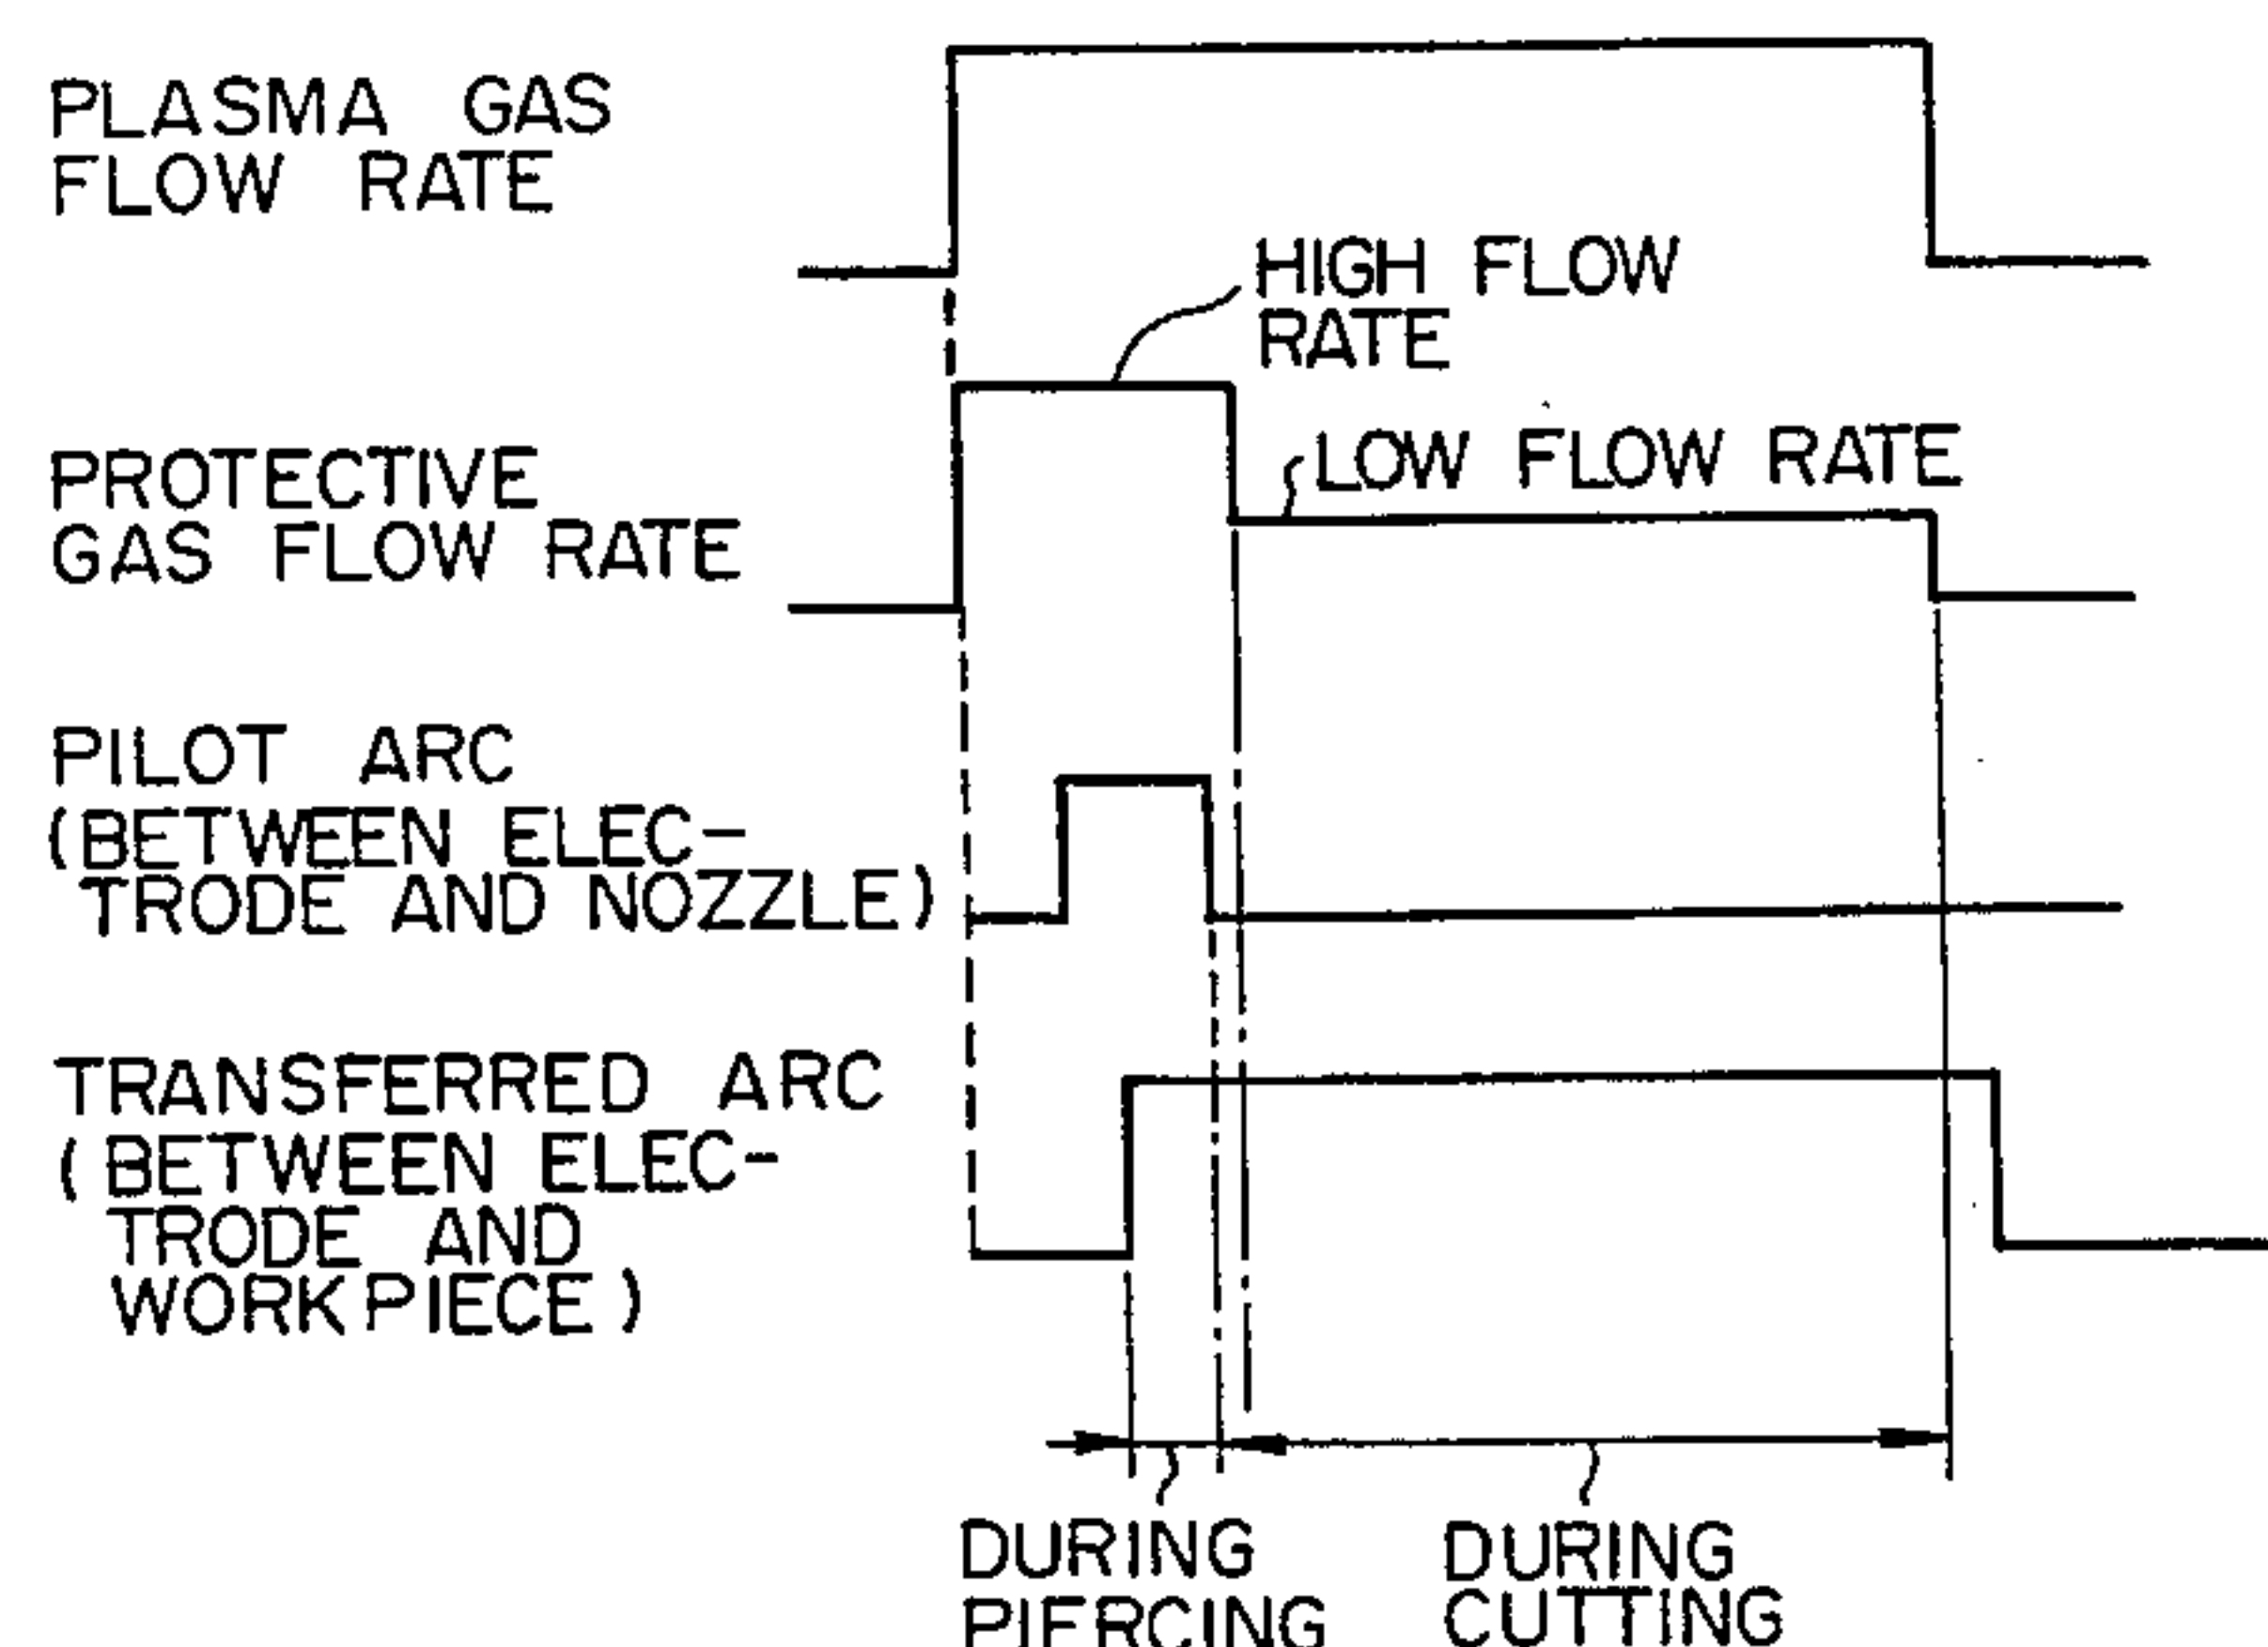 PLASMA GAS
FLOW RATE
HIGH FLOW
RATE
PROTECTIVE
GAS FLOW RATE
LOW FLOW RATE
PILOT ARC
(BETWEEN ELEC-
TRODE AND NOZZLE)
TRANSFERRED ARC
(BETWEEN ELEC-
TRODE AND
WORKPIECE)
DURING
PIERCING
DURING
CUTTING